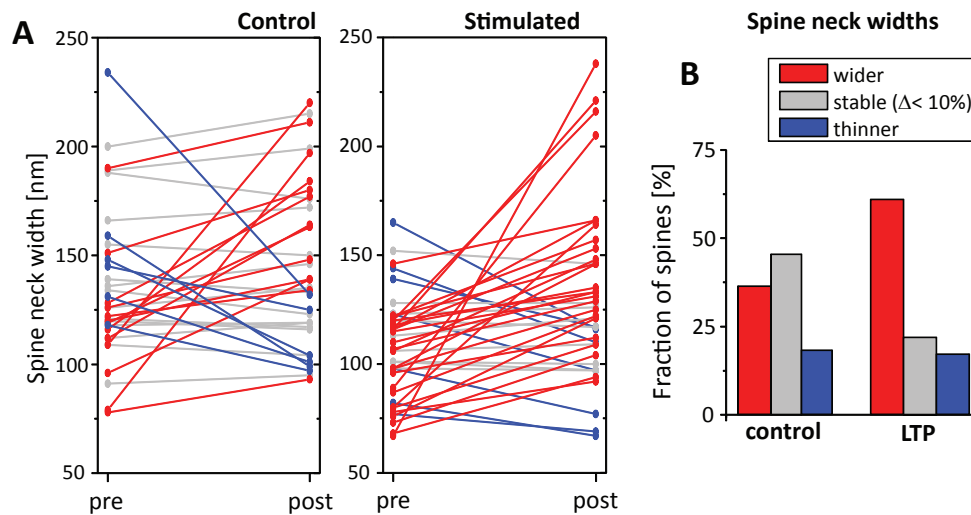 A
Control
Stimulated
Spine neck width [nm]
250
200
150
100
50
pre
post
250
200
150
100
50
pre
post
Spine neck widths
B
wider
stable (Δ< 10%)
thinner
Fraction of spines [%]
75
50
25
0
control
LTP